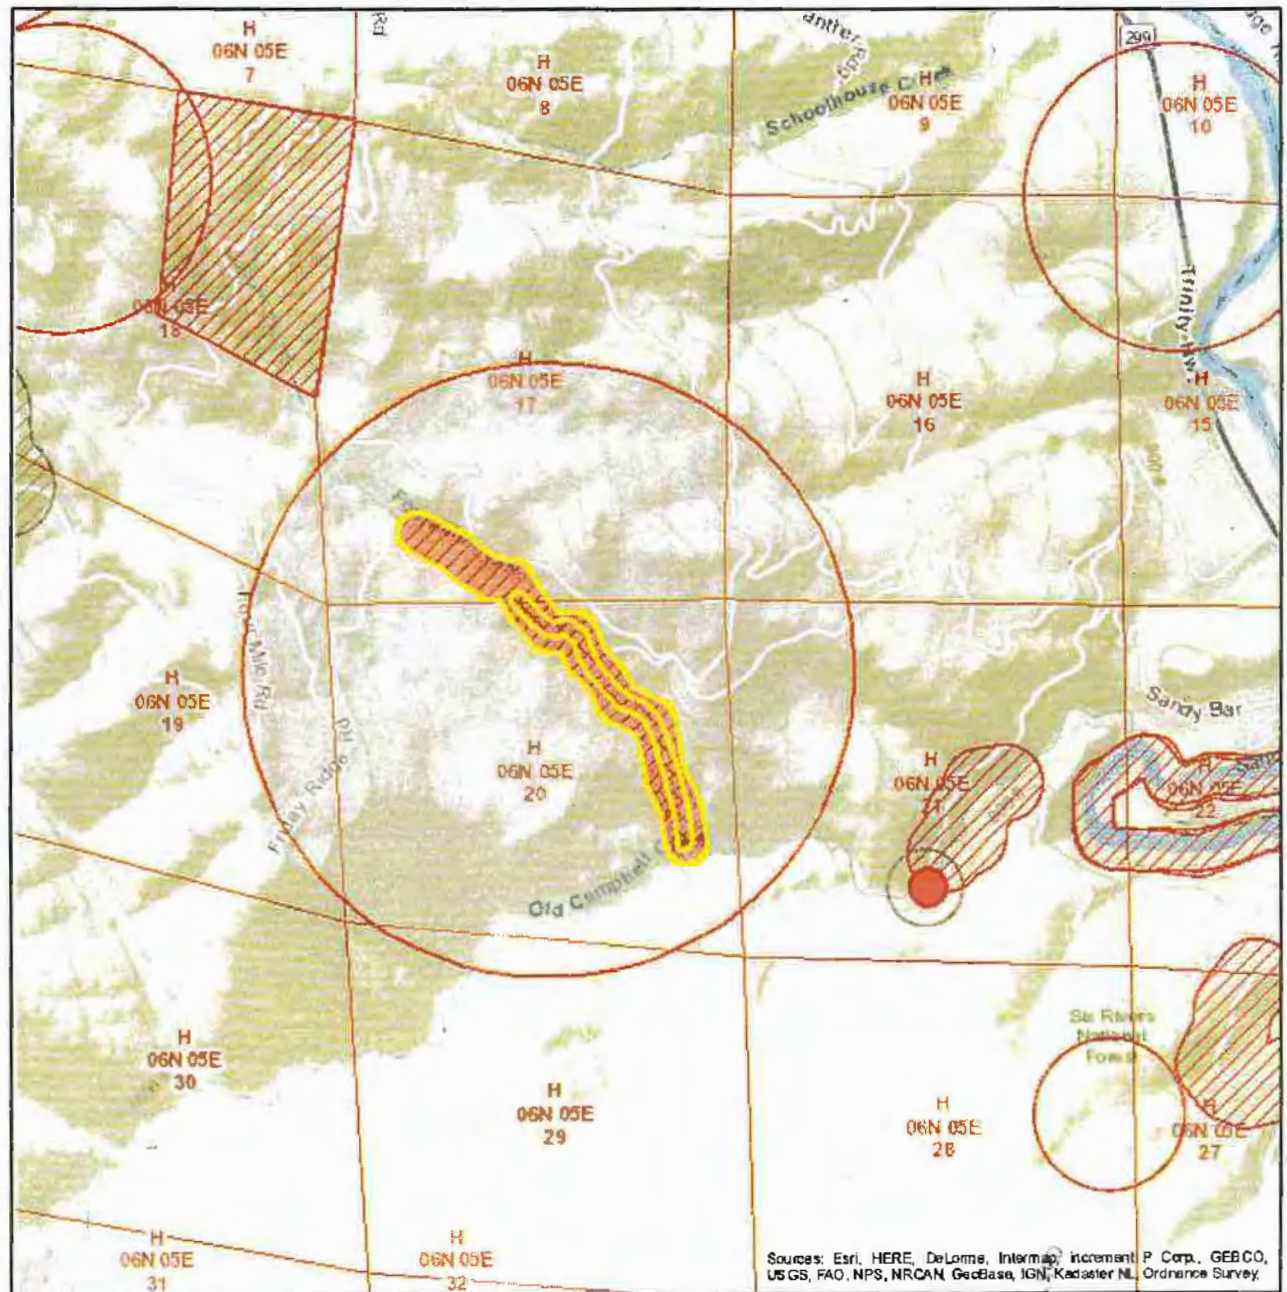 H
06N 05E
7
Rd
H
06N 05E
8
Schoolhouse
H
06N 05E
9
299
H
06N 05E
10
H
06N 05E
18
H
06N 05E
17
H
06N 05E
16
Trinity
H
06N 05E
15
H
06N 05E
19
Friday Ridge Rd
H
06N 05E
20
Old Campbell
H
06N 05E
21
Sandy Bar
H
06N 05E
22
Six Rivers
National
Forest
H
06N 05E
30
H
06N 05E
29
H
06N 05E
28
H
06N 05E
27
H
06N 05E
31
H
06N 05E
32
Sources: Esri, HERE, DeLorme, Intermap, increment P Corp., GEBCO,
USGS, FAO, NPS, NRCAN, GeoBase, IGN, Kadaster NL, Ordnance Survey,